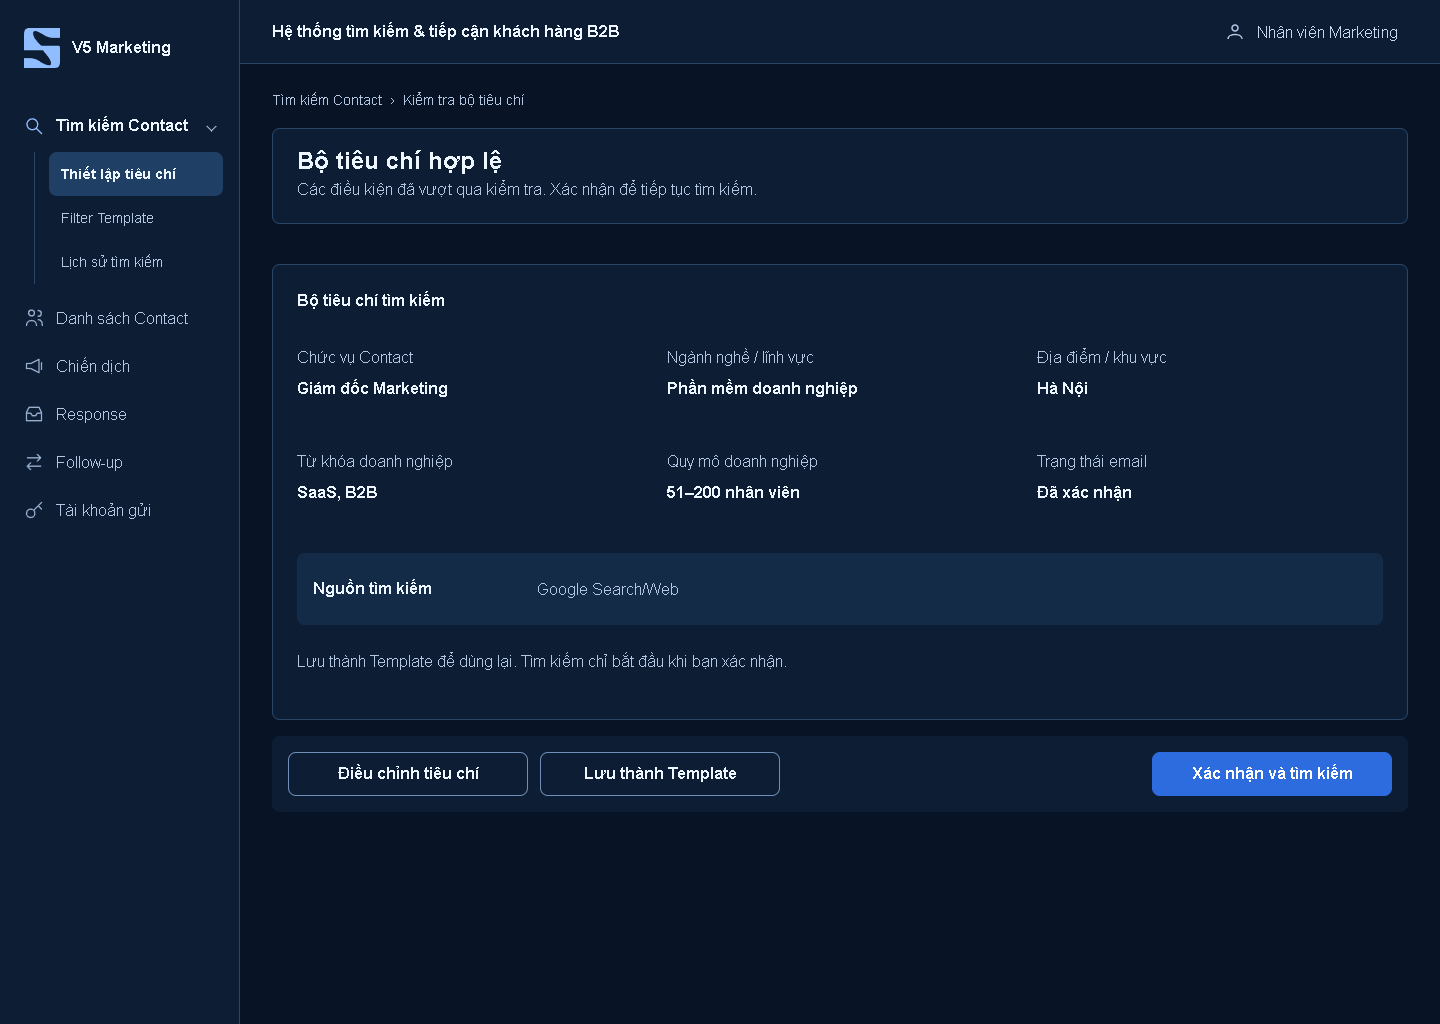 V5 Marketing
Hệ thống tìm kiếm & tiếp cận khách hàng B2B
Nhân viên Marketing
Tìm kiếm Contact
Thiết lập tiêu chí
Filter Template
Lịch sử tìm kiếm
Danh sách Contact
Chiến dịch
Response
Follow-up
Tài khoản gửi
Tìm kiếm Contact › Kiểm tra bộ tiêu chí
Bộ tiêu chí hợp lệ
Các điều kiện đã vượt qua kiểm tra. Xác nhận để tiếp tục tìm kiếm.
Bộ tiêu chí tìm kiếm
Chức vụ Contact
Giám đốc Marketing
Ngành nghề / lĩnh vực
Phần mềm doanh nghiệp
Địa điểm / khu vực
Hà Nội
Từ khóa doanh nghiệp
SaaS, B2B
Quy mô doanh nghiệp
51–200 nhân viên
Trạng thái email
Đã xác nhận
Nguồn tìm kiếm
Google Search/Web
Lưu thành Template để dùng lại. Tìm kiếm chỉ bắt đầu khi bạn xác nhận.
Điều chỉnh tiêu chí
Lưu thành Template
Xác nhận và tìm kiếm